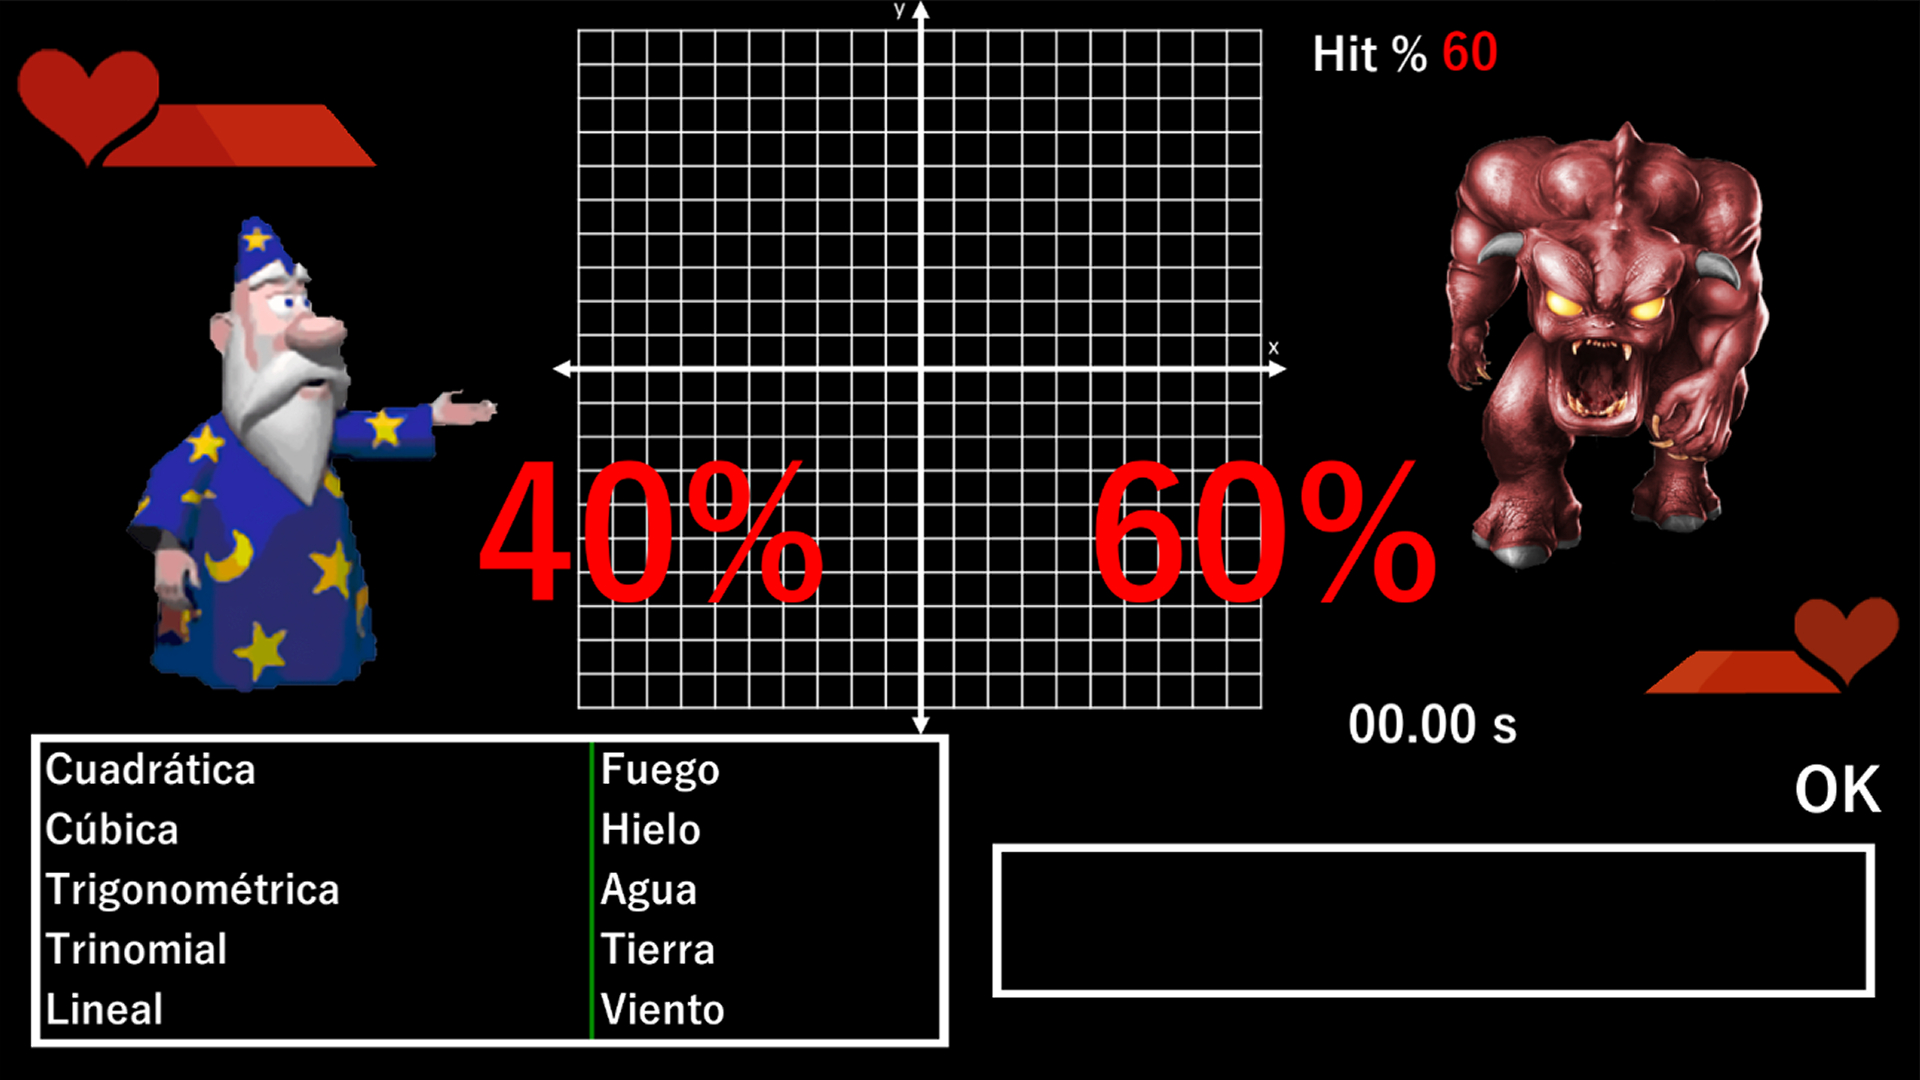 y
Hit % 60
x
40%
60%
00.00 s
OK
Cuadrática
Fuego
Cúbica
Hielo
Trigonométrica
Agua
Trinomial
Tierra
Lineal
Viento